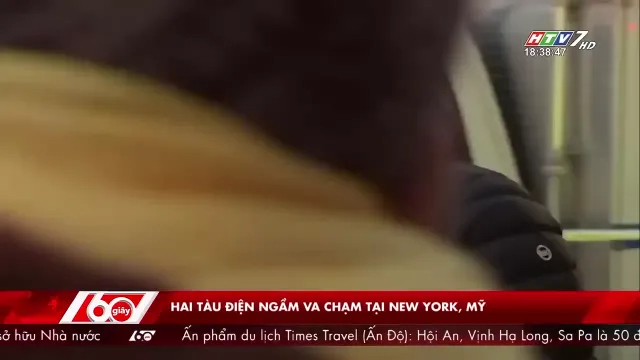 HTV7 HD
18:38:47
60 giây
HAI TÀU ĐIỆN NGẦM VA CHẠM TẠI NEW YORK, MỸ
sở hữu Nhà nước 60 giây Ấn phẩm du lịch Times Travel (Ấn Độ): Hội An, Vịnh Hạ Long, Sa Pa là 50 đ